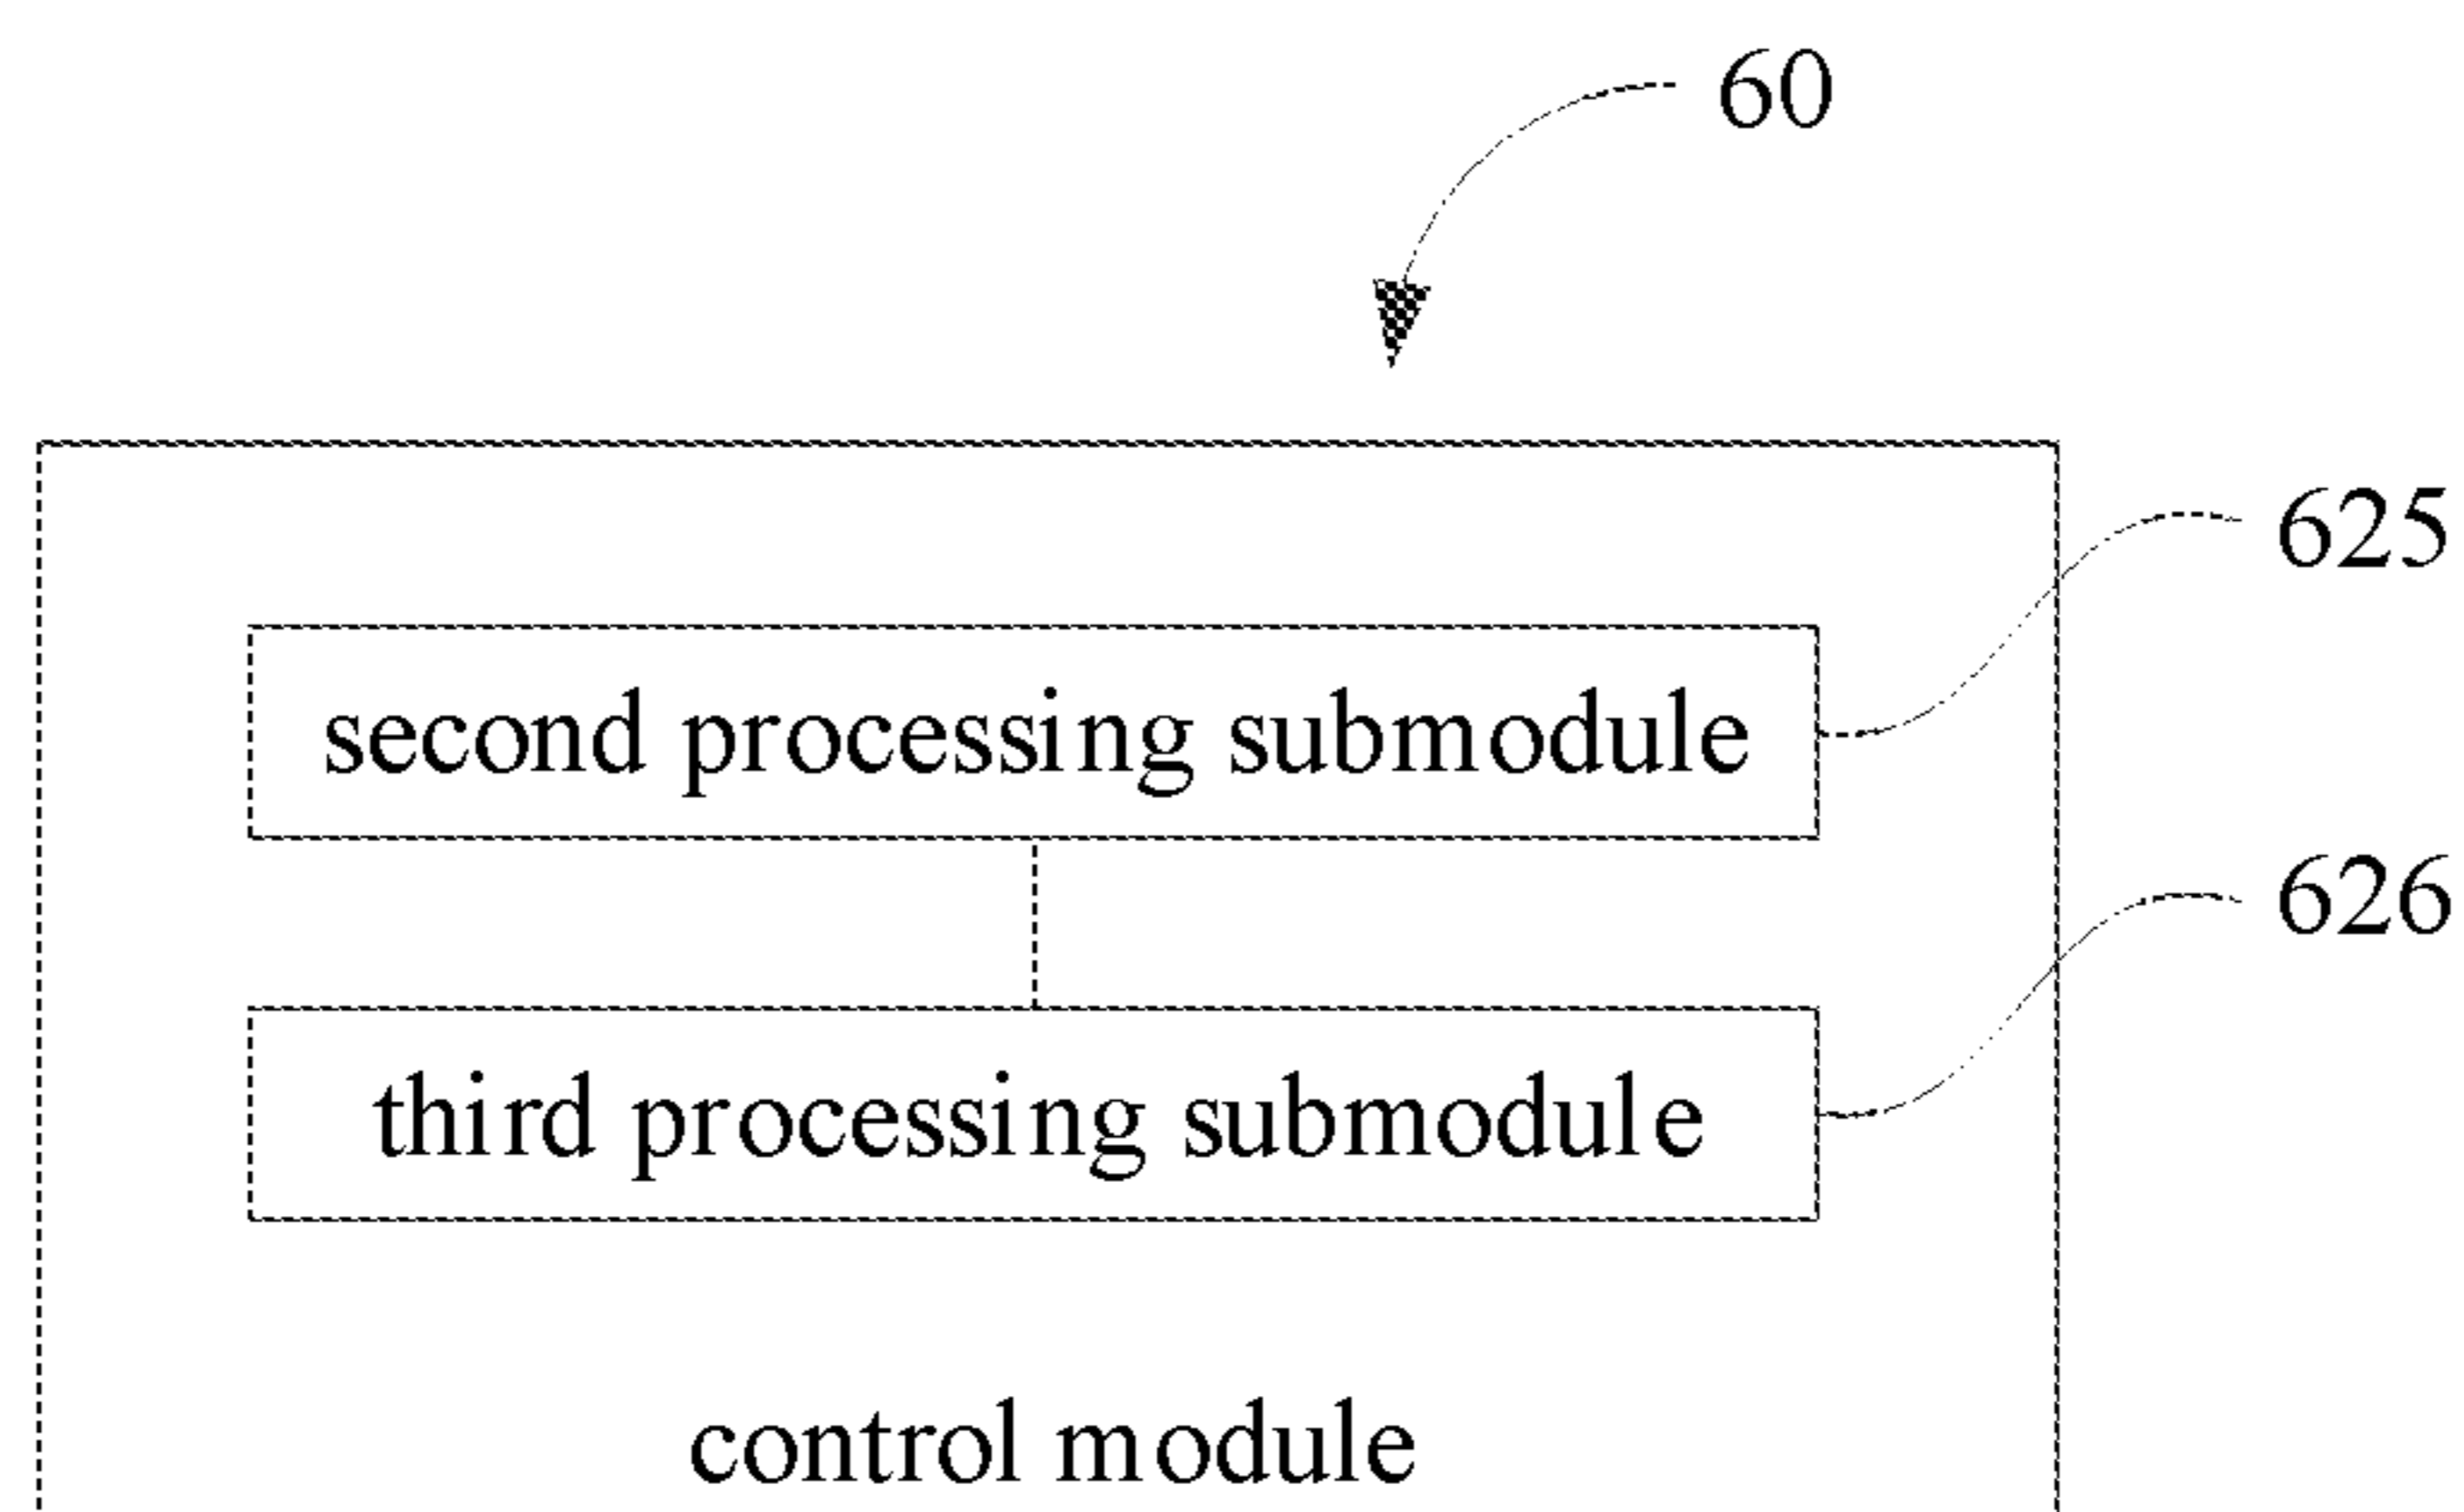 60
625
second processing submodule
626
third processing submodule
control module